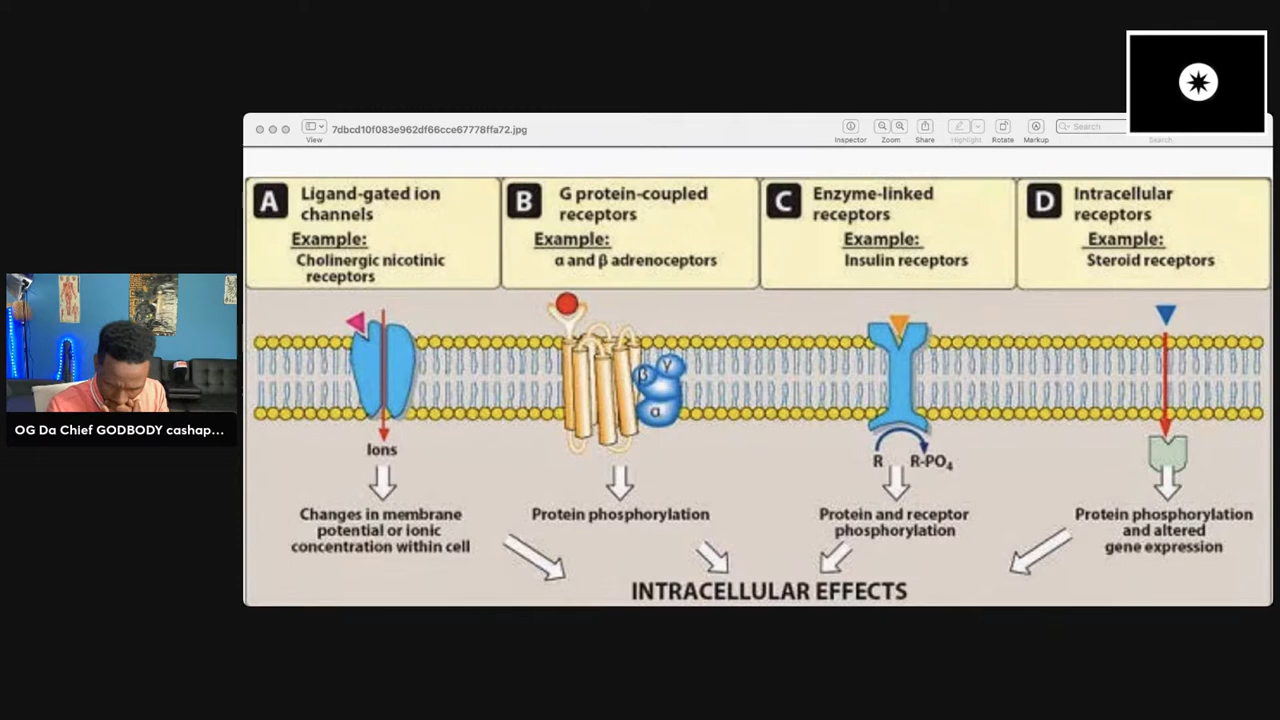 7dbcd10f083e962df66cce67778ffa72.jpg
View
Inspector
Zoom
Share
Highlight
Rotate
Markup
Search
Search
A
Ligand-gated ion
channels
Example:
Cholinergic nicotinic
receptors
B
G protein-coupled
receptors
Example:
α and β adrenoceptors
C
Enzyme-linked
receptors
Example:
Insulin receptors
D
Intracellular
receptors
Example:
Steroid receptors
β
γ
α
Ions
R
R-PO₄
Changes in membrane
potential or ionic
concentration within cell
Protein phosphorylation
Protein and receptor
phosphorylation
Protein phosphorylation
and altered
gene expression
INTRACELLULAR EFFECTS
OG Da Chief GODBODY cashap...